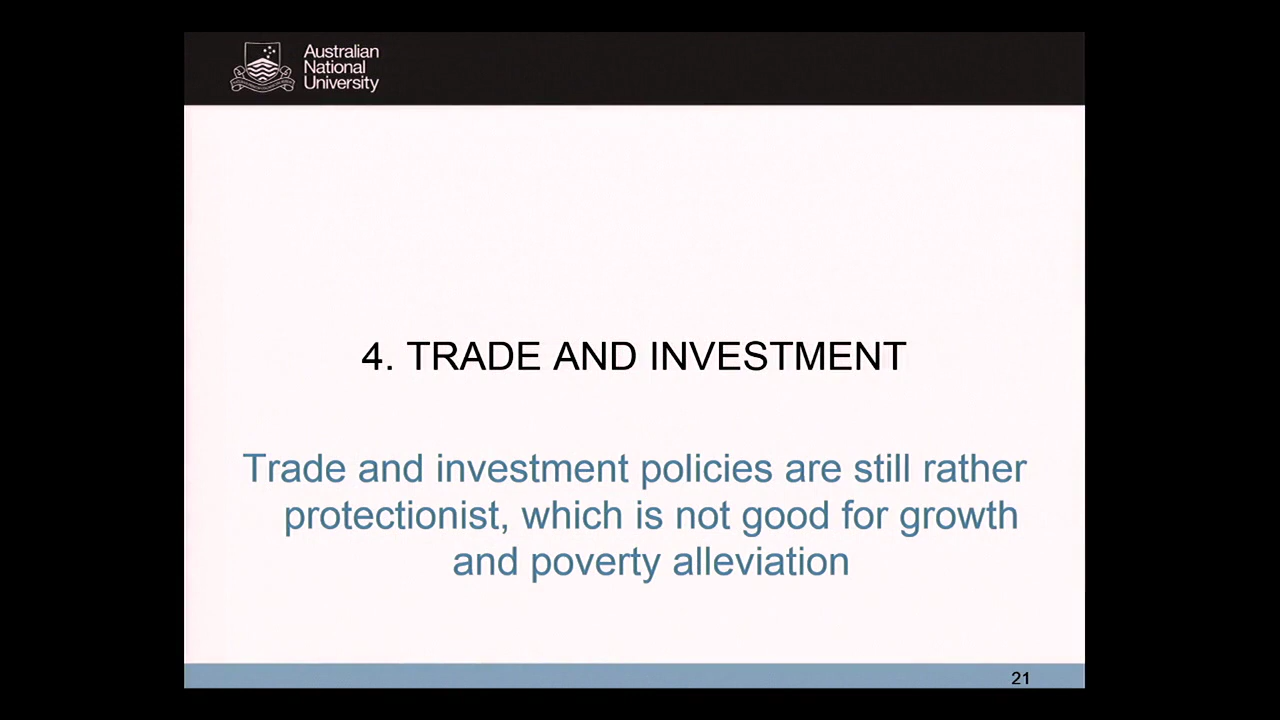 Australian
National
University
4. TRADE AND INVESTMENT
Trade and investment policies are still rather
protectionist, which is not good for growth
and poverty alleviation
21